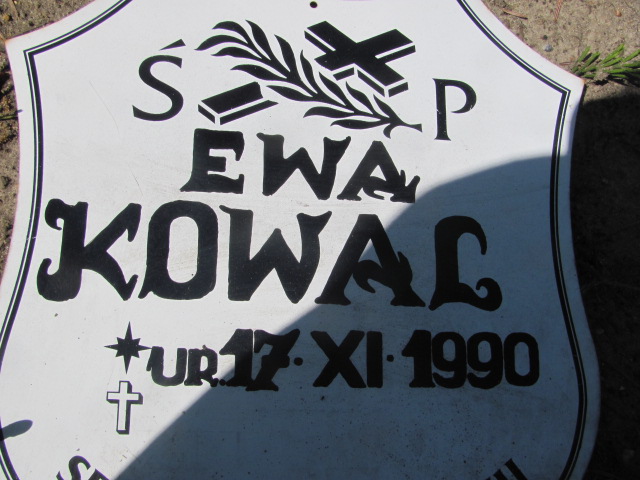 Ś P
EWA
KOWAL
UR. 17 · XI · 1990